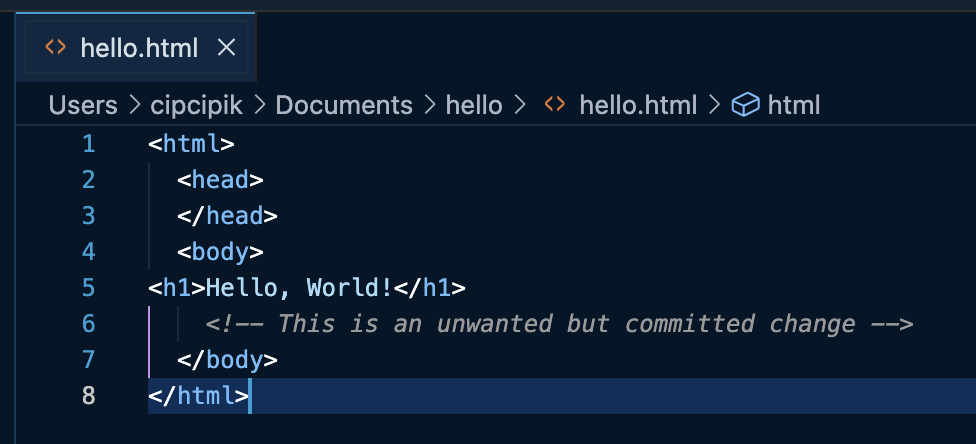 hello.html
Users > cipcipik > Documents > hello > <> hello.html > html
1 <html>
2   <head>
3   </head>
4   <body>
5 <h1>Hello, World!</h1>
6     <!-- This is an unwanted but committed change -->
7   </body>
8 </html>